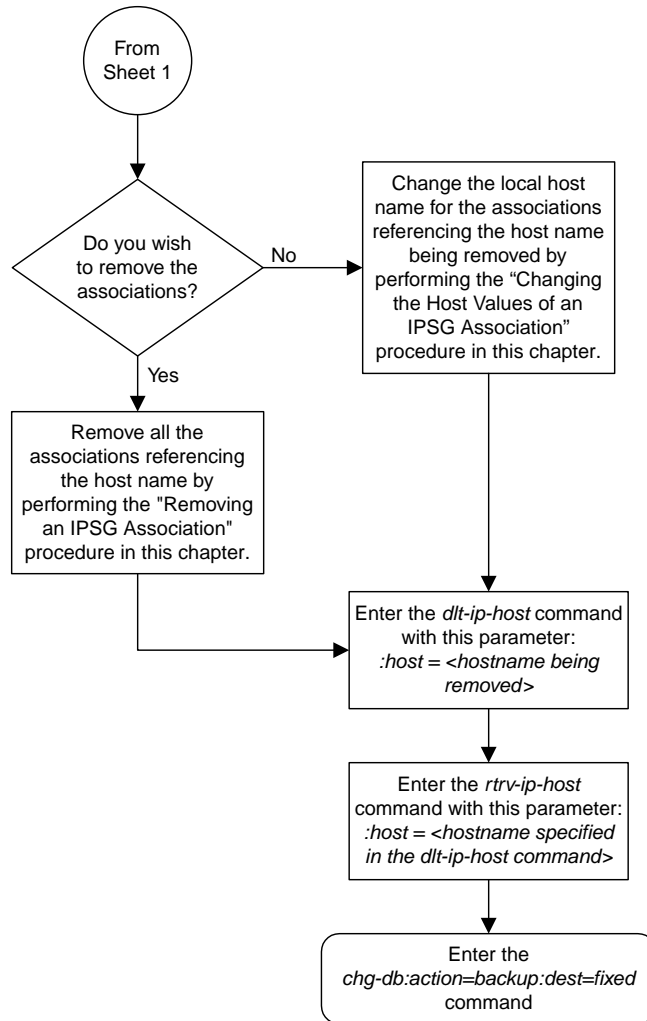 From
Sheet 1
Do you wish
to remove the
associations?
No
Change the local host
name for the associations
referencing the host name
being removed by
performing the “Changing
the Host Values of an
IPSG Association”
procedure in this chapter.
Yes
Remove all the
associations referencing
the host name by
performing the "Removing
an IPSG Association"
procedure in this chapter.
Enter the dlt-ip-host command
with this parameter:
:host = <hostname being
removed>
Enter the rtrv-ip-host
command with this parameter:
:host = <hostname specified
in the dlt-ip-host command>
Enter the
chg-db:action=backup:dest=fixed
command